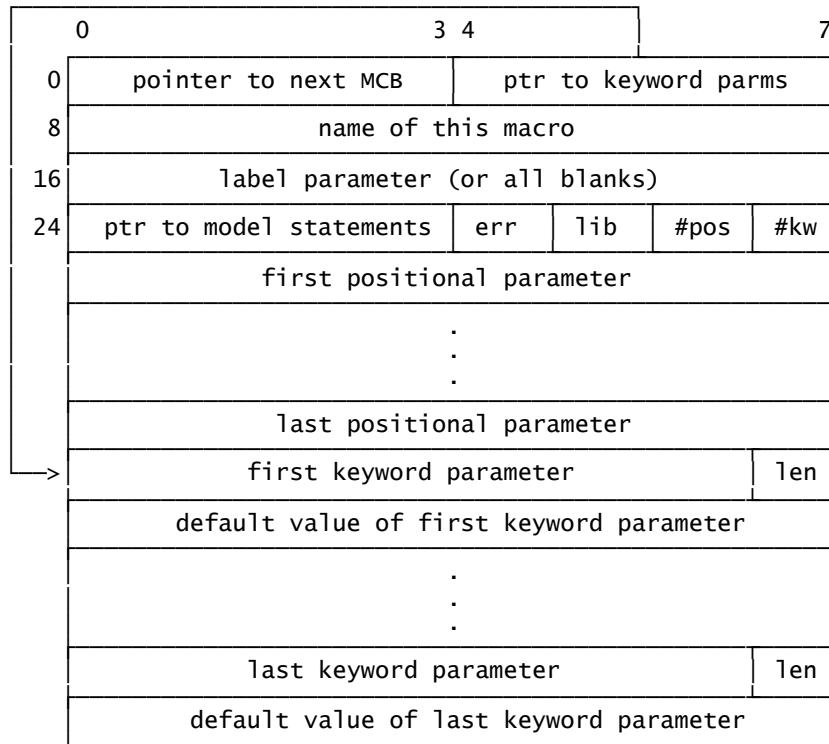 0 3 4 7
0 pointer to next MCB ptr to keyword parms
8 name of this macro
16 label parameter (or all blanks)
24 ptr to model statements err lib #pos #kw
first positional parameter
.
.
.
last positional parameter
first keyword parameter len
default value of first keyword parameter
.
.
.
last keyword parameter len
default value of last keyword parameter